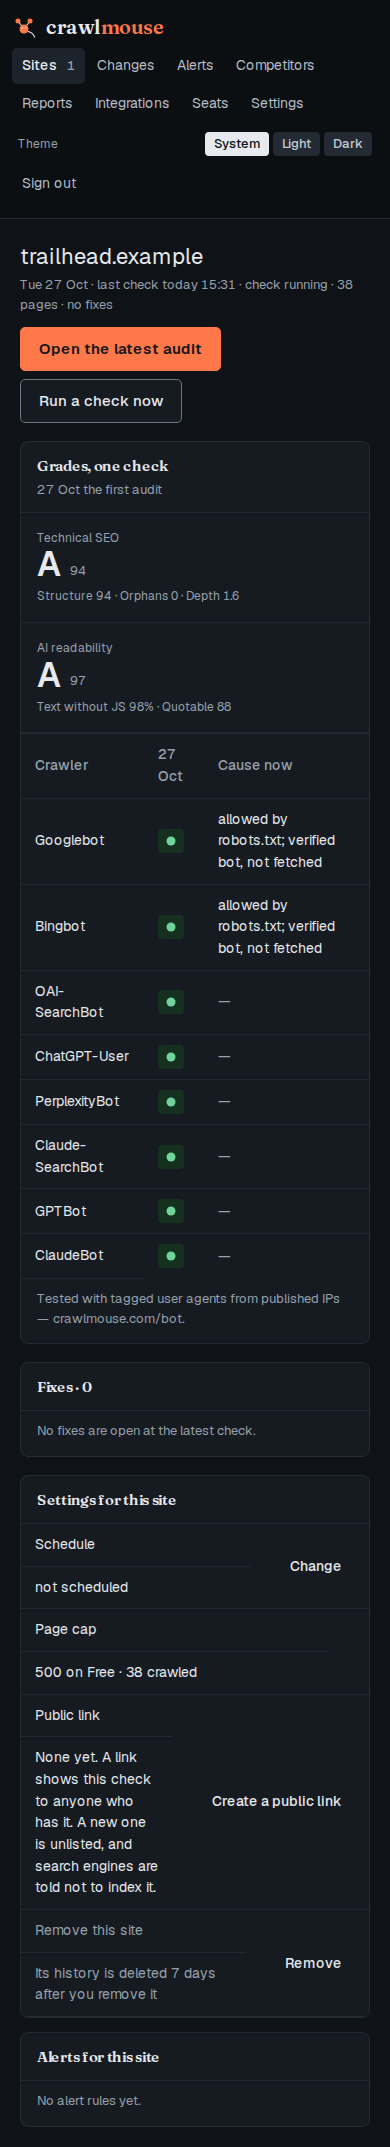 crawlmouse
Sites 1 Changes Alerts Competitors
Reports Integrations Seats Settings
Theme System Light Dark
Sign out
trailhead.example
Tue 27 Oct · last check today 15:31 · check running · 38
pages · no fixes
Open the latest audit
Run a check now
Grades, one check
27 Oct the first audit
Technical SEO
A 94
Structure 94 · Orphans 0 · Depth 1.6
AI readability
A 97
Text without JS 98% · Quotable 88
Crawler 27 Oct Cause now
Googlebot
allowed by
robots.txt; verified
bot, not fetched
Bingbot
allowed by
robots.txt; verified
bot, not fetched
OAI-
SearchBot —
ChatGPT-User —
PerplexityBot —
Claude-
SearchBot —
GPTBot —
ClaudeBot —
Tested with tagged user agents from published IPs
— crawlmouse.com/bot.
Fixes · 0
No fixes are open at the latest check.
Settings for this site
Schedule
not scheduled
Change
Page cap
500 on Free · 38 crawled
Public link
None yet. A link
shows this check
to anyone who
has it. A new one
is unlisted, and
search engines are
told not to index it.
Create a public link
Remove this site
Its history is deleted 7 days
after you remove it
Remove
Alerts for this site
No alert rules yet.